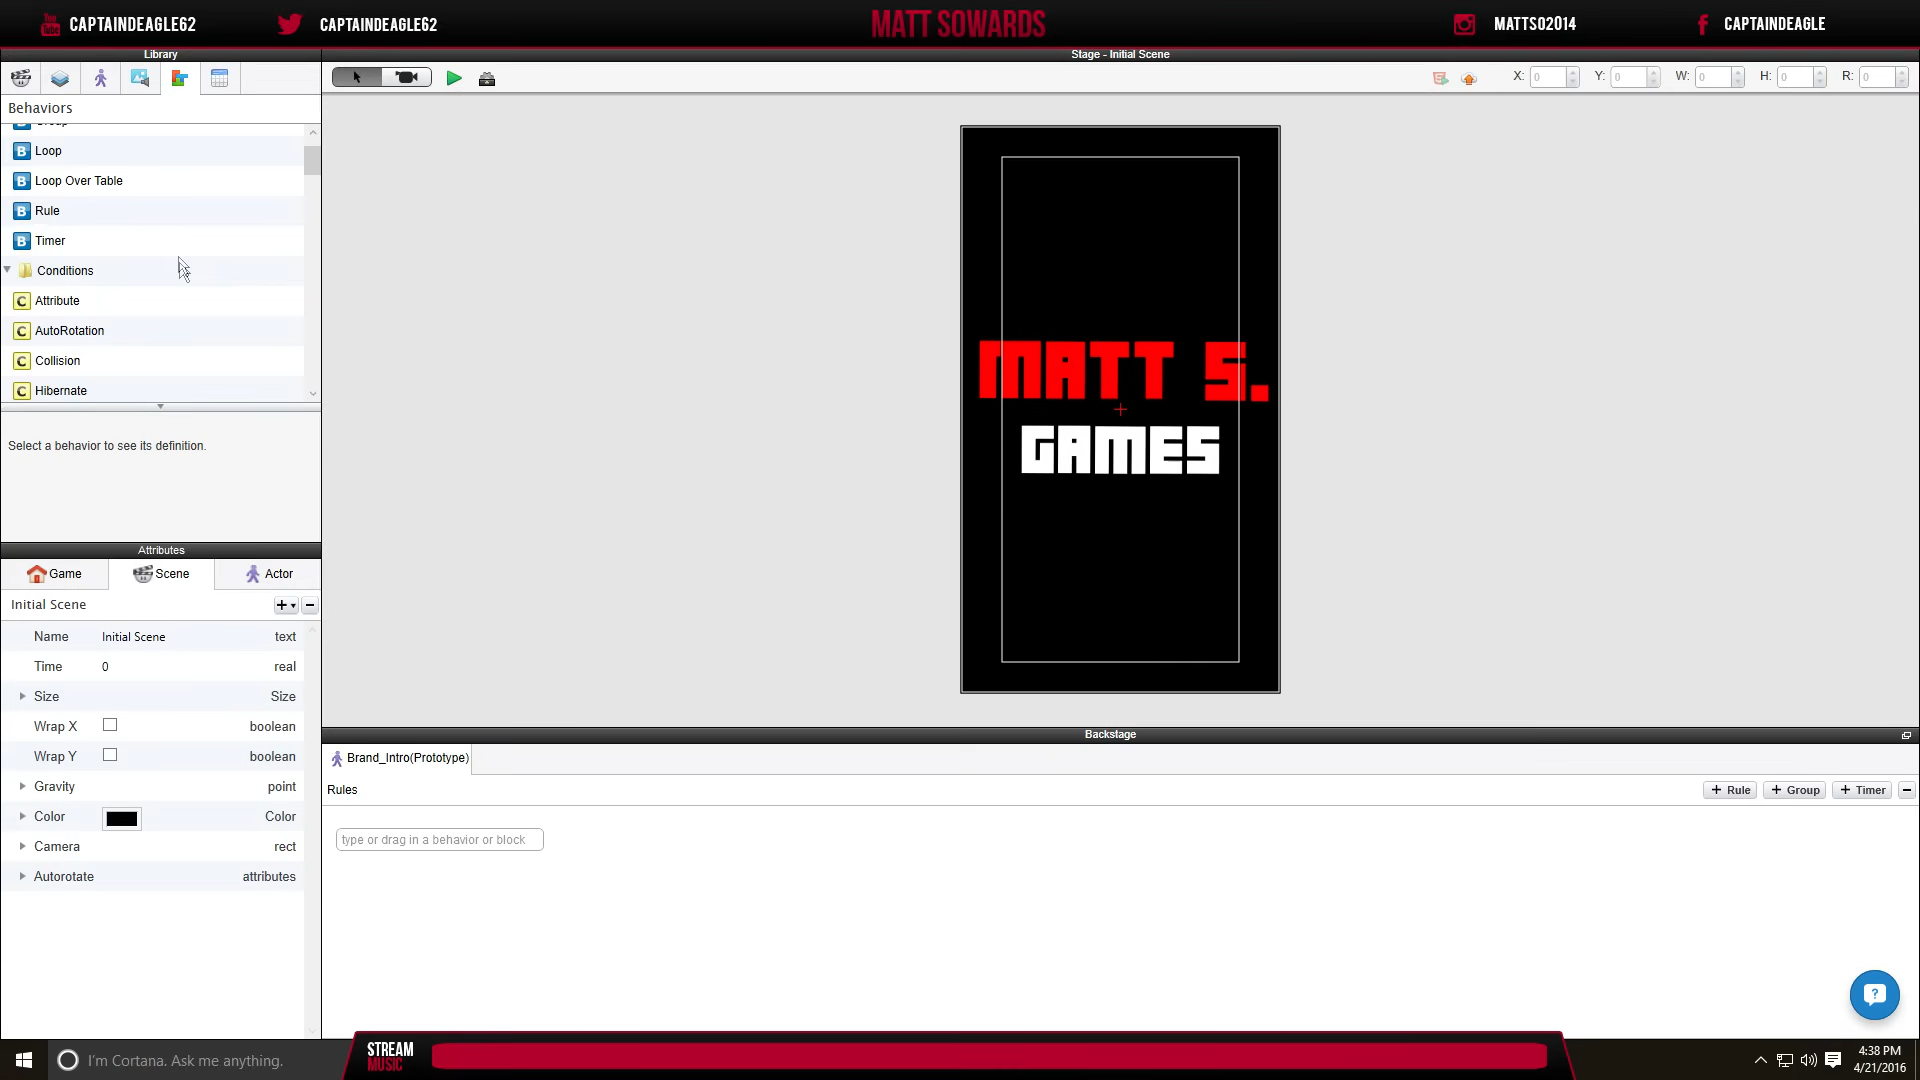 CAPTAINDEAGLE62 CAPTAINDEAGLE62 MATT SOWARDS MATTSO2014 CAPTAINDEAGLE
Library
Stage - Initial Scene
X: 0 Y: 0 W: 0 H: 0 R: 0
Behaviors
Loop
Loop Over Table
Rule
Timer
Conditions
Attribute
AutoRotation
Collision
Hibernate
Select a behavior to see its definition.
MATT S.
GAMES
Attributes
Game Scene Actor
Initial Scene
Name Initial Scene text
Time 0 real
Size Size
Wrap X boolean
Wrap Y boolean
Gravity point
Color Color
Camera rect
Autorotate attributes
Backstage
Brand_Intro(Prototype)
Rules + Rule + Group + Timer
type or drag in a behavior or block
I'm Cortana. Ask me anything.
STREAM
MUSIC
4:38 PM
4/21/2016